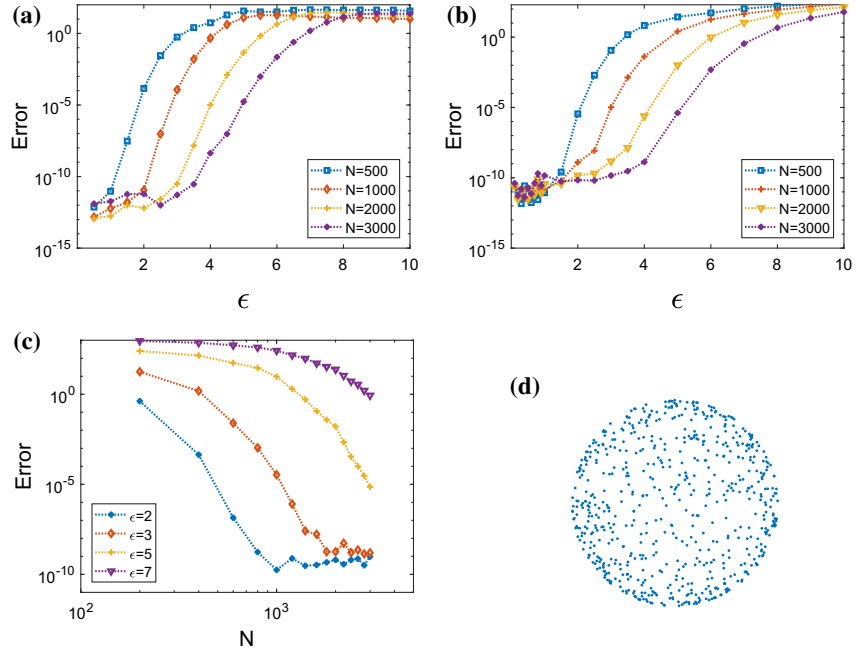 (a)
10^0
10^-5
10^-10
10^-15
Error
2 4 6 8 10
ϵ
N=500
N=1000
N=2000
N=3000
(b)
10^0
10^-5
10^-10
10^-15
Error
2 4 6 8 10
ϵ
N=500
N=1000
N=2000
N=3000
(c)
10^0
10^-5
10^-10
Error
10^2 10^3
N
ϵ=2
ϵ=3
ϵ=5
ϵ=7
(d)